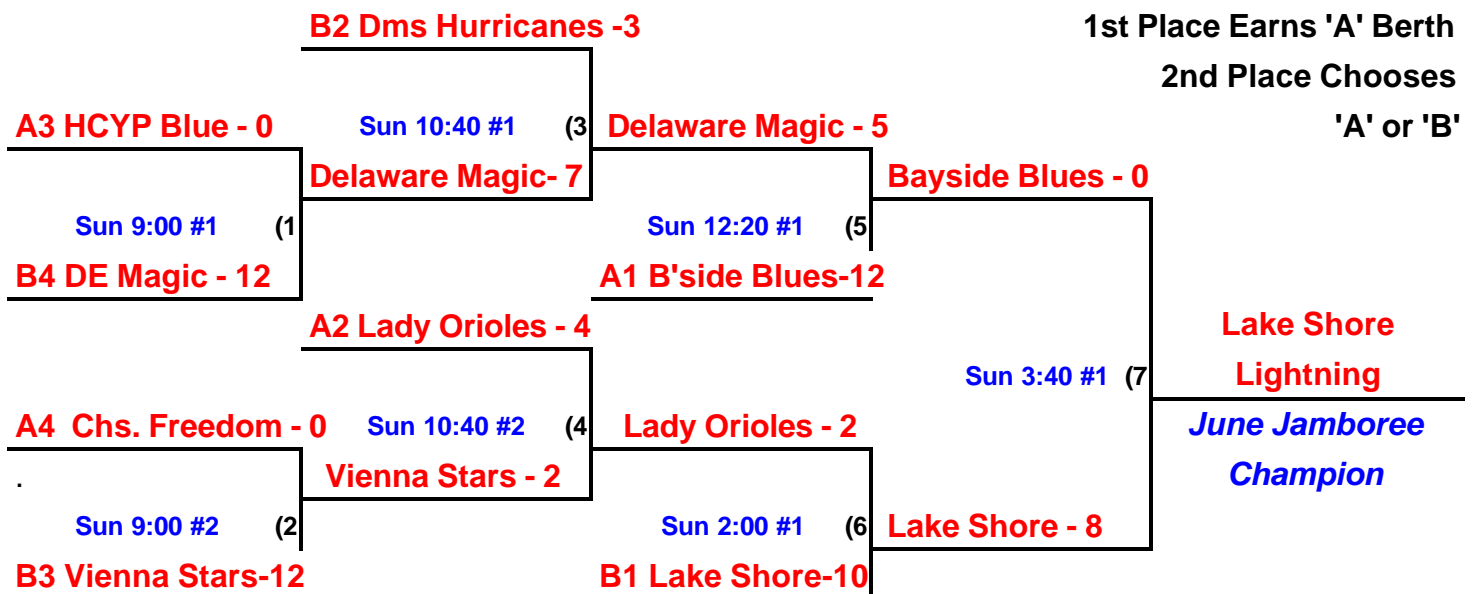 B2 Dms Hurricanes -3
1st Place Earns 'A' Berth
2nd Place Chooses
A3 HCYP Blue - 0
Sun 10:40 #1 (3
Delaware Magic - 5
'A' or 'B'
Delaware Magic- 7
Bayside Blues - 0
Sun 9:00 #1 (1
Sun 12:20 #1 (5
B4 DE Magic - 12
A1 B'side Blues-12
A2 Lady Orioles - 4
Lake Shore
Sun 3:40 #1 (7
Lightning
A4 Chs. Freedom - 0
Sun 10:40 #2 (4
Lady Orioles - 2
June Jamboree
.
Vienna Stars - 2
Champion
Sun 9:00 #2 (2
Sun 2:00 #1 (6
Lake Shore - 8
B3 Vienna Stars-12
B1 Lake Shore-10